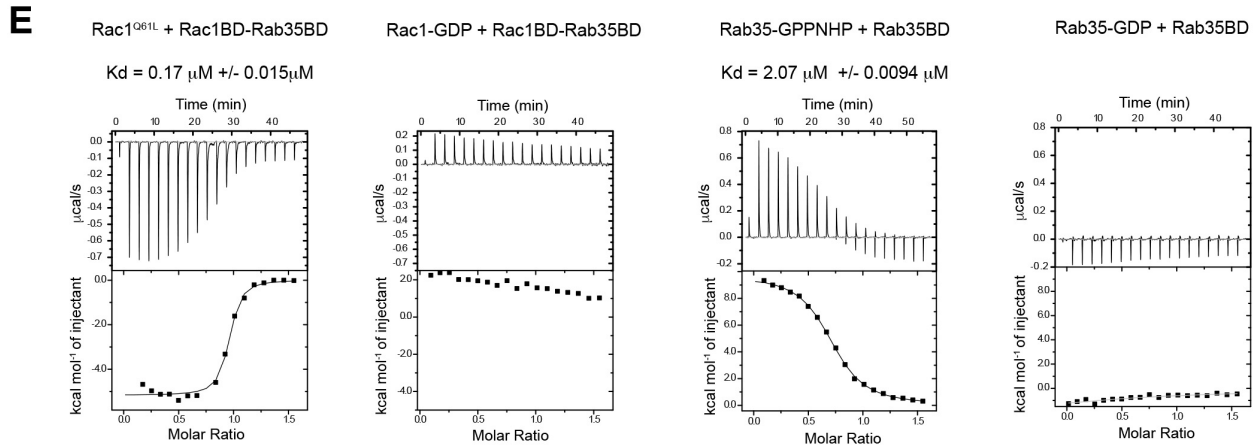 E
Rac1Q61L + Rac1BD-Rab35BD
Kd = 0.17 μM +/- 0.015μM
Time (min)
0 10 20 30 40
0.0
-0.1
-0.2
-0.3
-0.4
-0.5
-0.6
-0.7
μcal/s
0.0
-20
-40
kcal mol-1 of injectant
0.0 0.5 1.0 1.5
Molar Ratio
Rac1-GDP + Rac1BD-Rab35BD
Time (min)
0 10 20 30 40
0.2
0.1
0.0
-0.1
-0.2
-0.3
-0.4
-0.5
-0.6
-0.7
μcal/s
20
0.0
-20
-40
kcal mol-1 of injectant
0.0 0.5 1.0 1.5
Molar Ratio
Rab35-GPPNHP + Rab35BD
Kd = 2.07 μM +/- 0.0094 μM
Time (min)
0 10 20 30 40 50
0.8
0.6
0.4
0.2
0.0
-0.2
μcal/s
80
60
40
20
0.0
kcal mol-1 of injectant
0.0 0.5 1.0 1.5
Molar Ratio
Rab35-GDP + Rab35BD
Time (min)
0 10 20 30 40
0.8
0.6
0.4
0.2
0.0
-0.2
μcal/s
80
60
40
20
00
kcal mol-1 of injectant
0.0 0.5 1.0 1.5
Molar Ratio